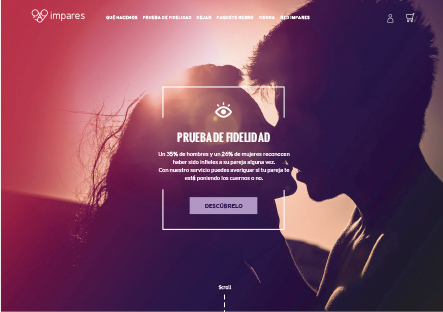 impares
QUÉ HACEMOS PRUEBA DE FIDELIDAD DEJAR PAQUETE NEGRO TIENDA RED IMPARES
PRUEBA DE FIDELIDAD
Un 35% de hombres y un 26% de mujeres reconocen
haber sido infieles a su pareja alguna vez.
Con nuestro servicio puedes averiguar si tu pareja te
está poniendo los cuernos o no.
DESCÚBRELO
Scroll